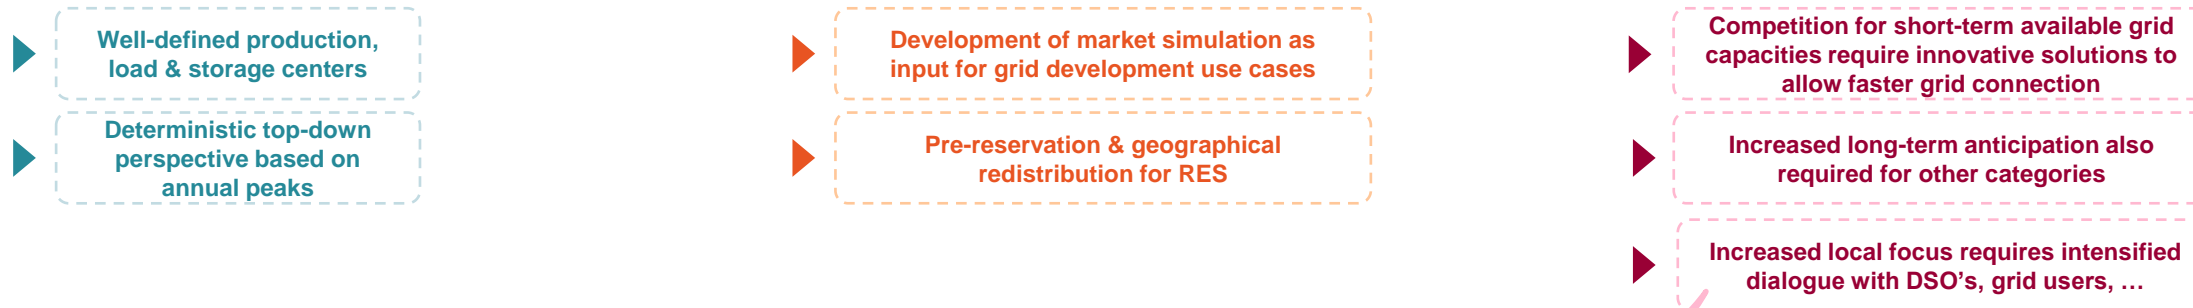 Well-defined production,
load & storage centers
Deterministic top-down
perspective based on
annual peaks
Development of market simulation as
input for grid development use cases
Pre-reservation & geographical
redistribution for RES
Competition for short-term available grid
capacities require innovative solutions to
allow faster grid connection
Increased long-term anticipation also
required for other categories
Increased local focus requires intensified
dialogue with DSO's, grid users, …